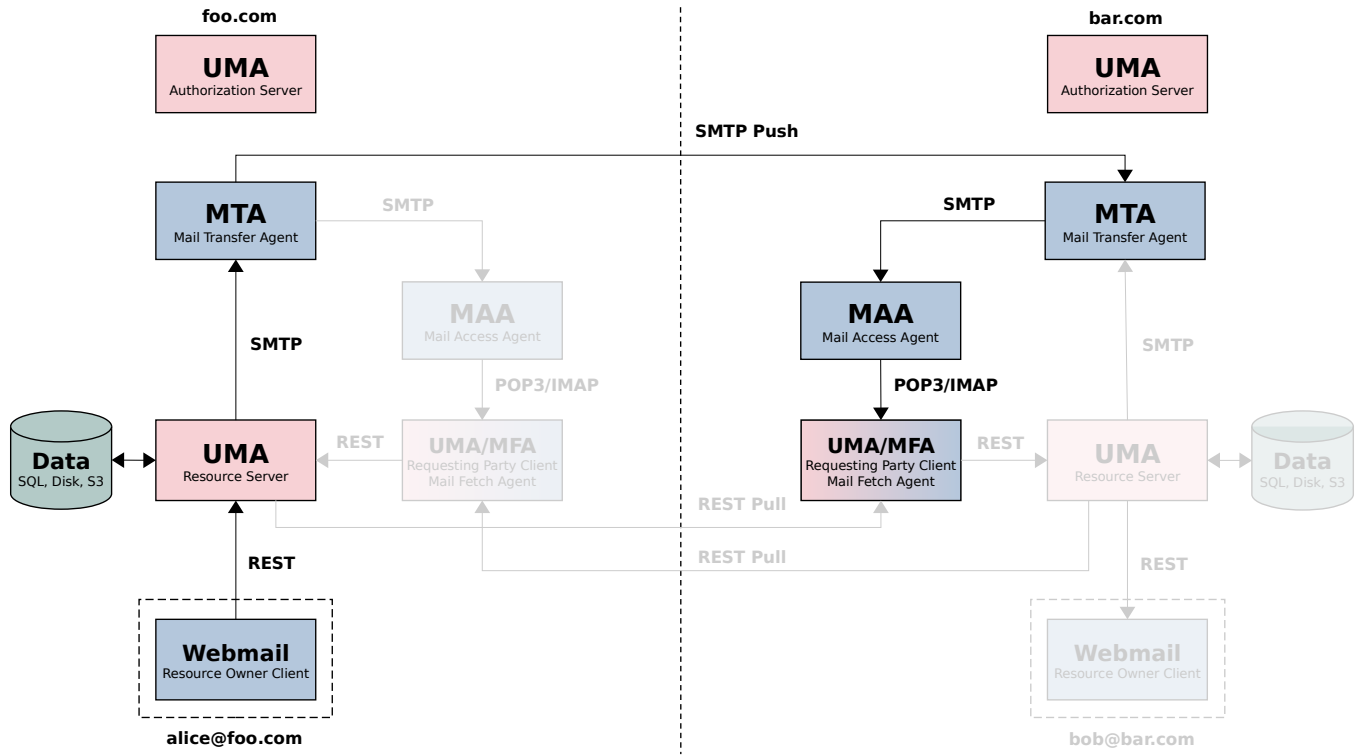 foo.com
bar.com
UMA
Authorization Server
UMA
Authorization Server
SMTP Push
MTA
Mail Transfer Agent
SMTP
SMTP
MTA
Mail Transfer Agent
MAA
Mail Access Agent
MAA
Mail Access Agent
SMTP
SMTP
POP3/IMAP
POP3/IMAP
Data
SQL, Disk, S3
UMA
Resource Server
REST
UMA/MFA
Requesting Party Client
Mail Fetch Agent
UMA/MFA
Requesting Party Client
Mail Fetch Agent
REST
UMA
Resource Server
Data
SQL, Disk, S3
REST Pull
REST Pull
REST
REST
Webmail
Resource Owner Client
Webmail
Resource Owner Client
alice@foo.com
bob@bar.com